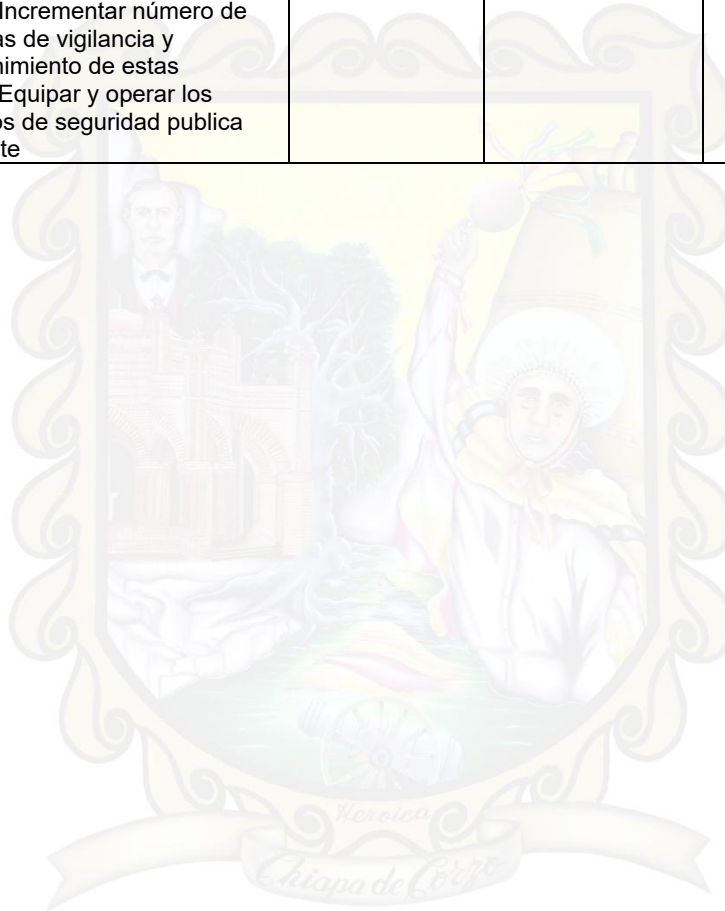 Incrementar número de
as de vigilancia y
nimiento de estas
Equipar y operar los
os de seguridad publica
te
Heroica
Chiapa de Corzo